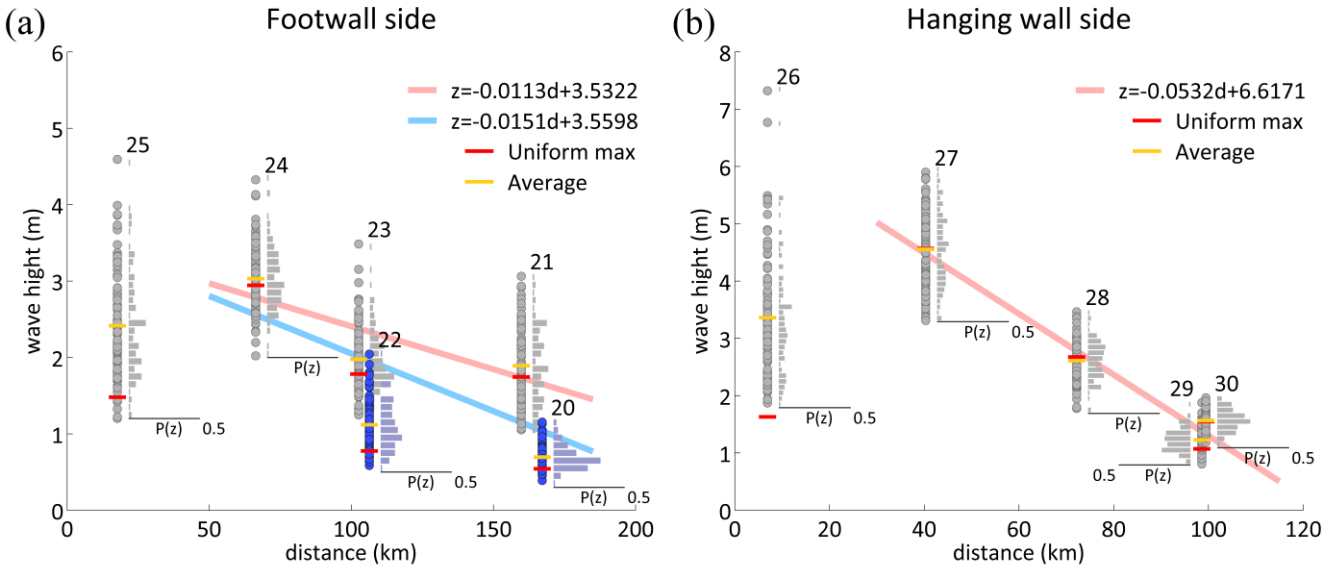 (a) Footwall side
wave hight (m)
6
5
4
3
2
1
0
0 50 100 150 200
distance (km)
z=-0.0113d+3.5322
z=-0.0151d+3.5598
Uniform max
Average
25
24
23
22
21
20
P(z) 0.5
P(z)
P(z) 0.5
P(z) 0.5
(b) Hanging wall side
wave hight (m)
8
7
6
5
4
3
2
1
0
0 20 40 60 80 100 120
distance (km)
z=-0.0532d+6.6171
Uniform max
Average
26
27
28
29 30
P(z) 0.5
P(z) 0.5
P(z)
0.5 P(z)
P(z) 0.5